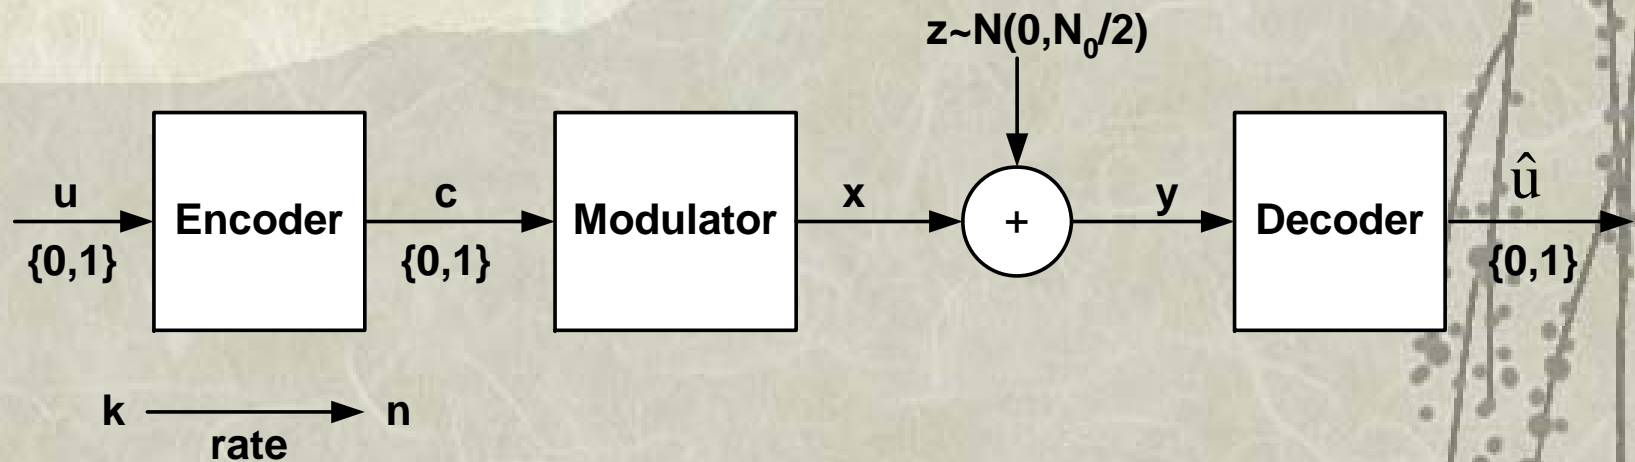 z~N(0,N₀/2)
u
c
x
y
û
Encoder
Modulator
+
Decoder
{0,1}
{0,1}
{0,1}
k
n
rate